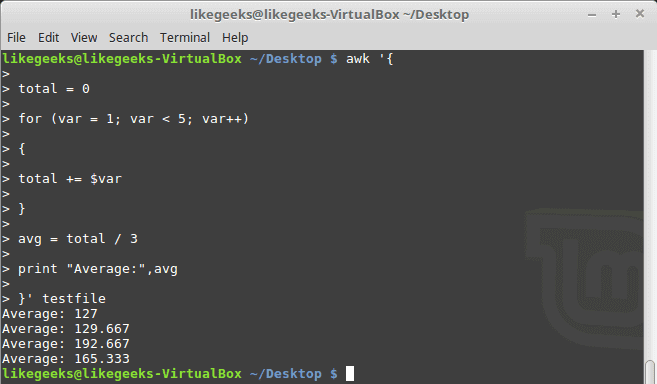 likegeeks@likegeeks-VirtualBox ~/Desktop
File Edit View Search Terminal Help
likegeeks@likegeeks-VirtualBox ~/Desktop $ awk '{
>
> total = 0
>
> for (var = 1; var < 5; var++)
>
> {
>
> total += $var
>
> }
>
> avg = total / 3
>
> print "Average:",avg
>
> }' testfile
Average: 127
Average: 129.667
Average: 192.667
Average: 165.333
likegeeks@likegeeks-VirtualBox ~/Desktop $